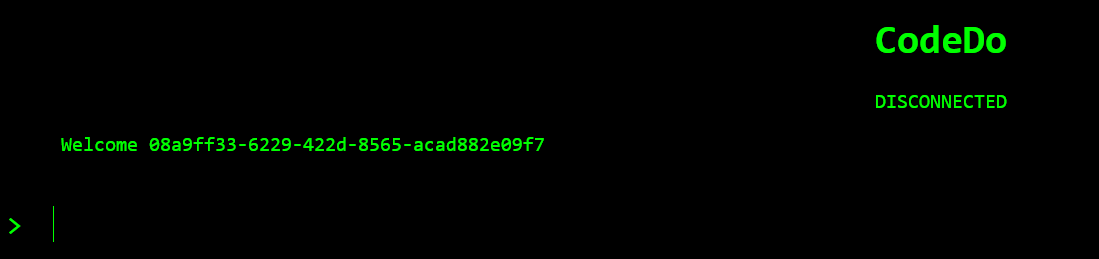 CodeDo
DISCONNECTED
Welcome 08a9ff33-6229-422d-8565-acad882e09f7
>